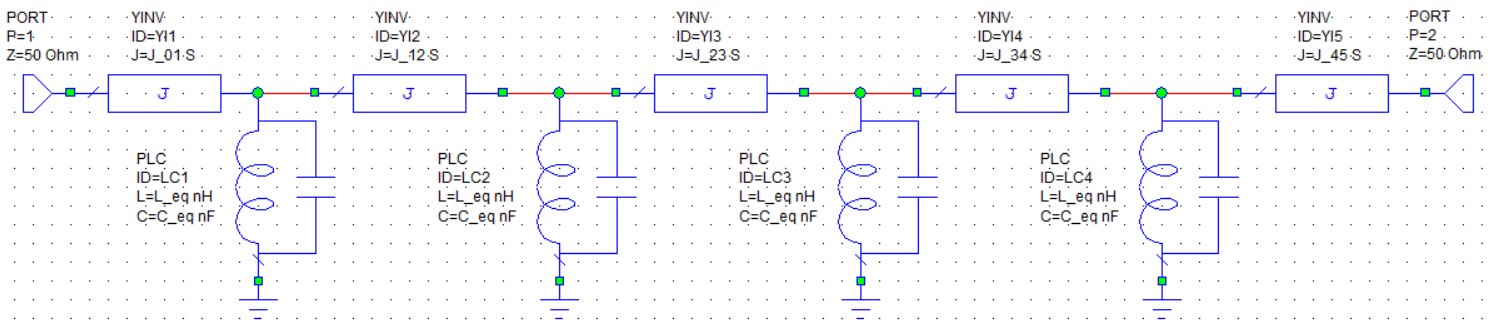 PORT
P=1
Z=50 Ohm
YINV
ID=YI1
J=J_01 S
YINV
ID=YI2
J=J_12 S
YINV
ID=YI3
J=J_23 S
YINV
ID=YI4
J=J_34 S
YINV
ID=YI5
J=J_45 S
PORT
P=2
Z=50 Ohm
J
J
J
J
J
PLC
ID=LC1
L=L_eq nH
C=C_eq nF
PLC
ID=LC2
L=L_eq nH
C=C_eq nF
PLC
ID=LC3
L=L_eq nH
C=C_eq nF
PLC
ID=LC4
L=L_eq nH
C=C_eq nF